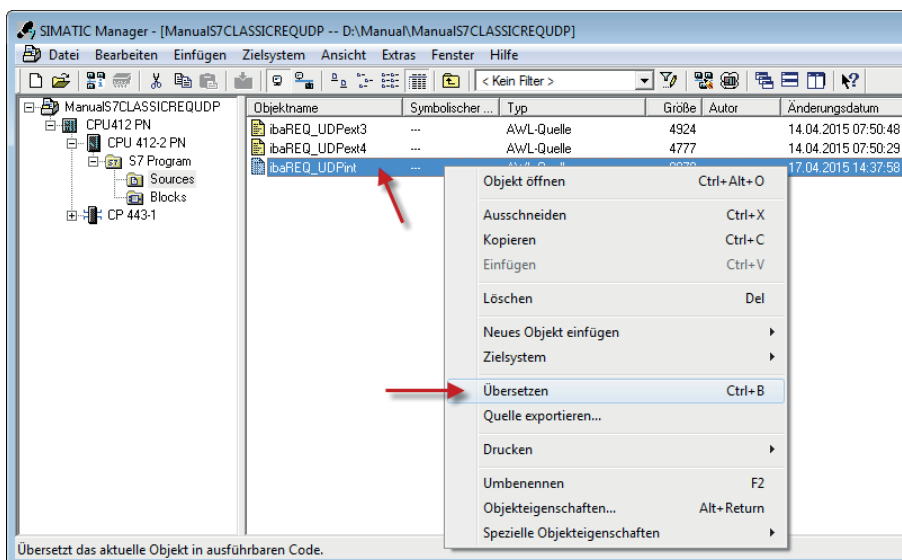 SIMATIC Manager - [ManualS7CLASSICREQUDP -- D:\Manual\ManualS7CLASSICREQUDP]
Datei Bearbeiten Einfügen Zielsystem Ansicht Extras Fenster Hilfe
< Kein Filter >
ManualS7CLASSICREQUDP
CPU412 PN
CPU 412-2 PN
S7 Program
Sources
Blocks
CP 443-1
Objektname Symbolischer ... Typ Größe Autor Änderungsdatum
ibaREQ_UDPext3 --- AWL-Quelle 4924 14.04.2015 07:50:48
ibaREQ_UDPext4 --- AWL-Quelle 4777 14.04.2015 07:50:29
ibaREQ_UDPint --- AWL-Quelle 17.04.2015 14:37:58
Objekt öffnen Ctrl+Alt+O
Ausschneiden Ctrl+X
Kopieren Ctrl+C
Einfügen Ctrl+V
Löschen Del
Neues Objekt einfügen
Zielsystem
Übersetzen Ctrl+B
Quelle exportieren...
Drucken
Umbenennen F2
Objekteigenschaften... Alt+Return
Spezielle Objekteigenschaften
Übersetzt das aktuelle Objekt in ausführbaren Code.